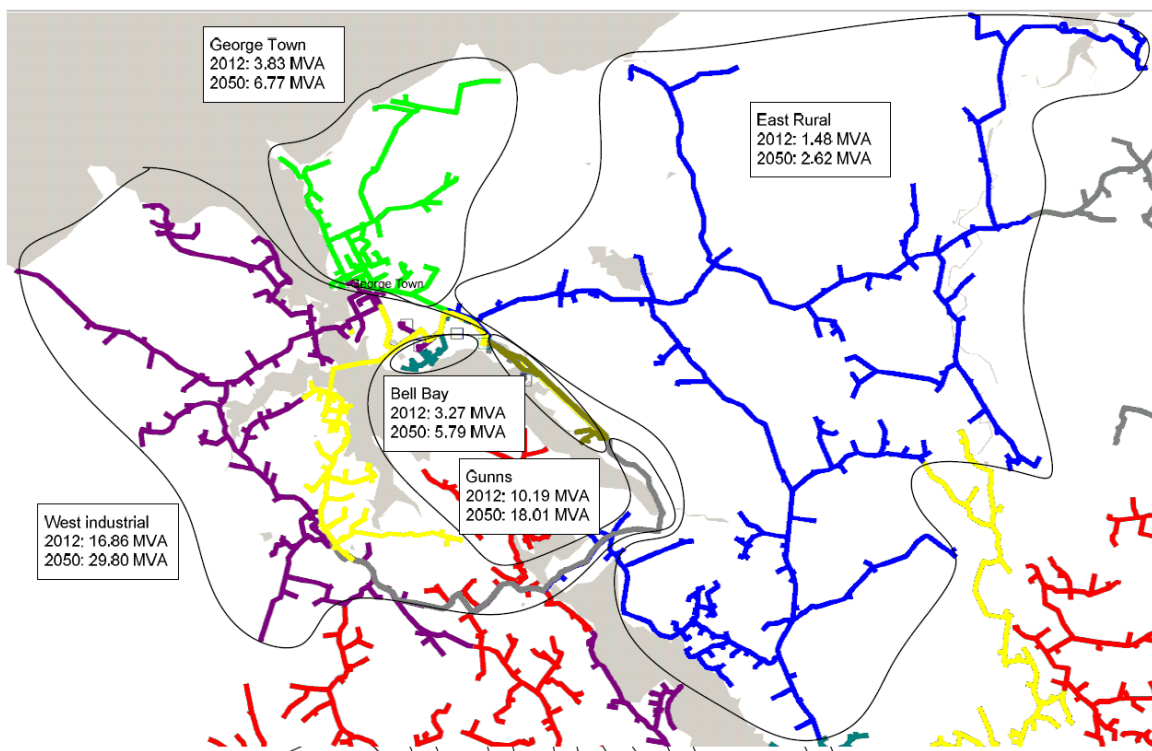 George Town
2012: 3.83 MVA
2050: 6.77 MVA
East Rural
2012: 1.48 MVA
2050: 2.62 MVA
George Town
Bell Bay
2012: 3.27 MVA
2050: 5.79 MVA
Gunns
2012: 10.19 MVA
2050: 18.01 MVA
West industrial
2012: 16.86 MVA
2050: 29.80 MVA